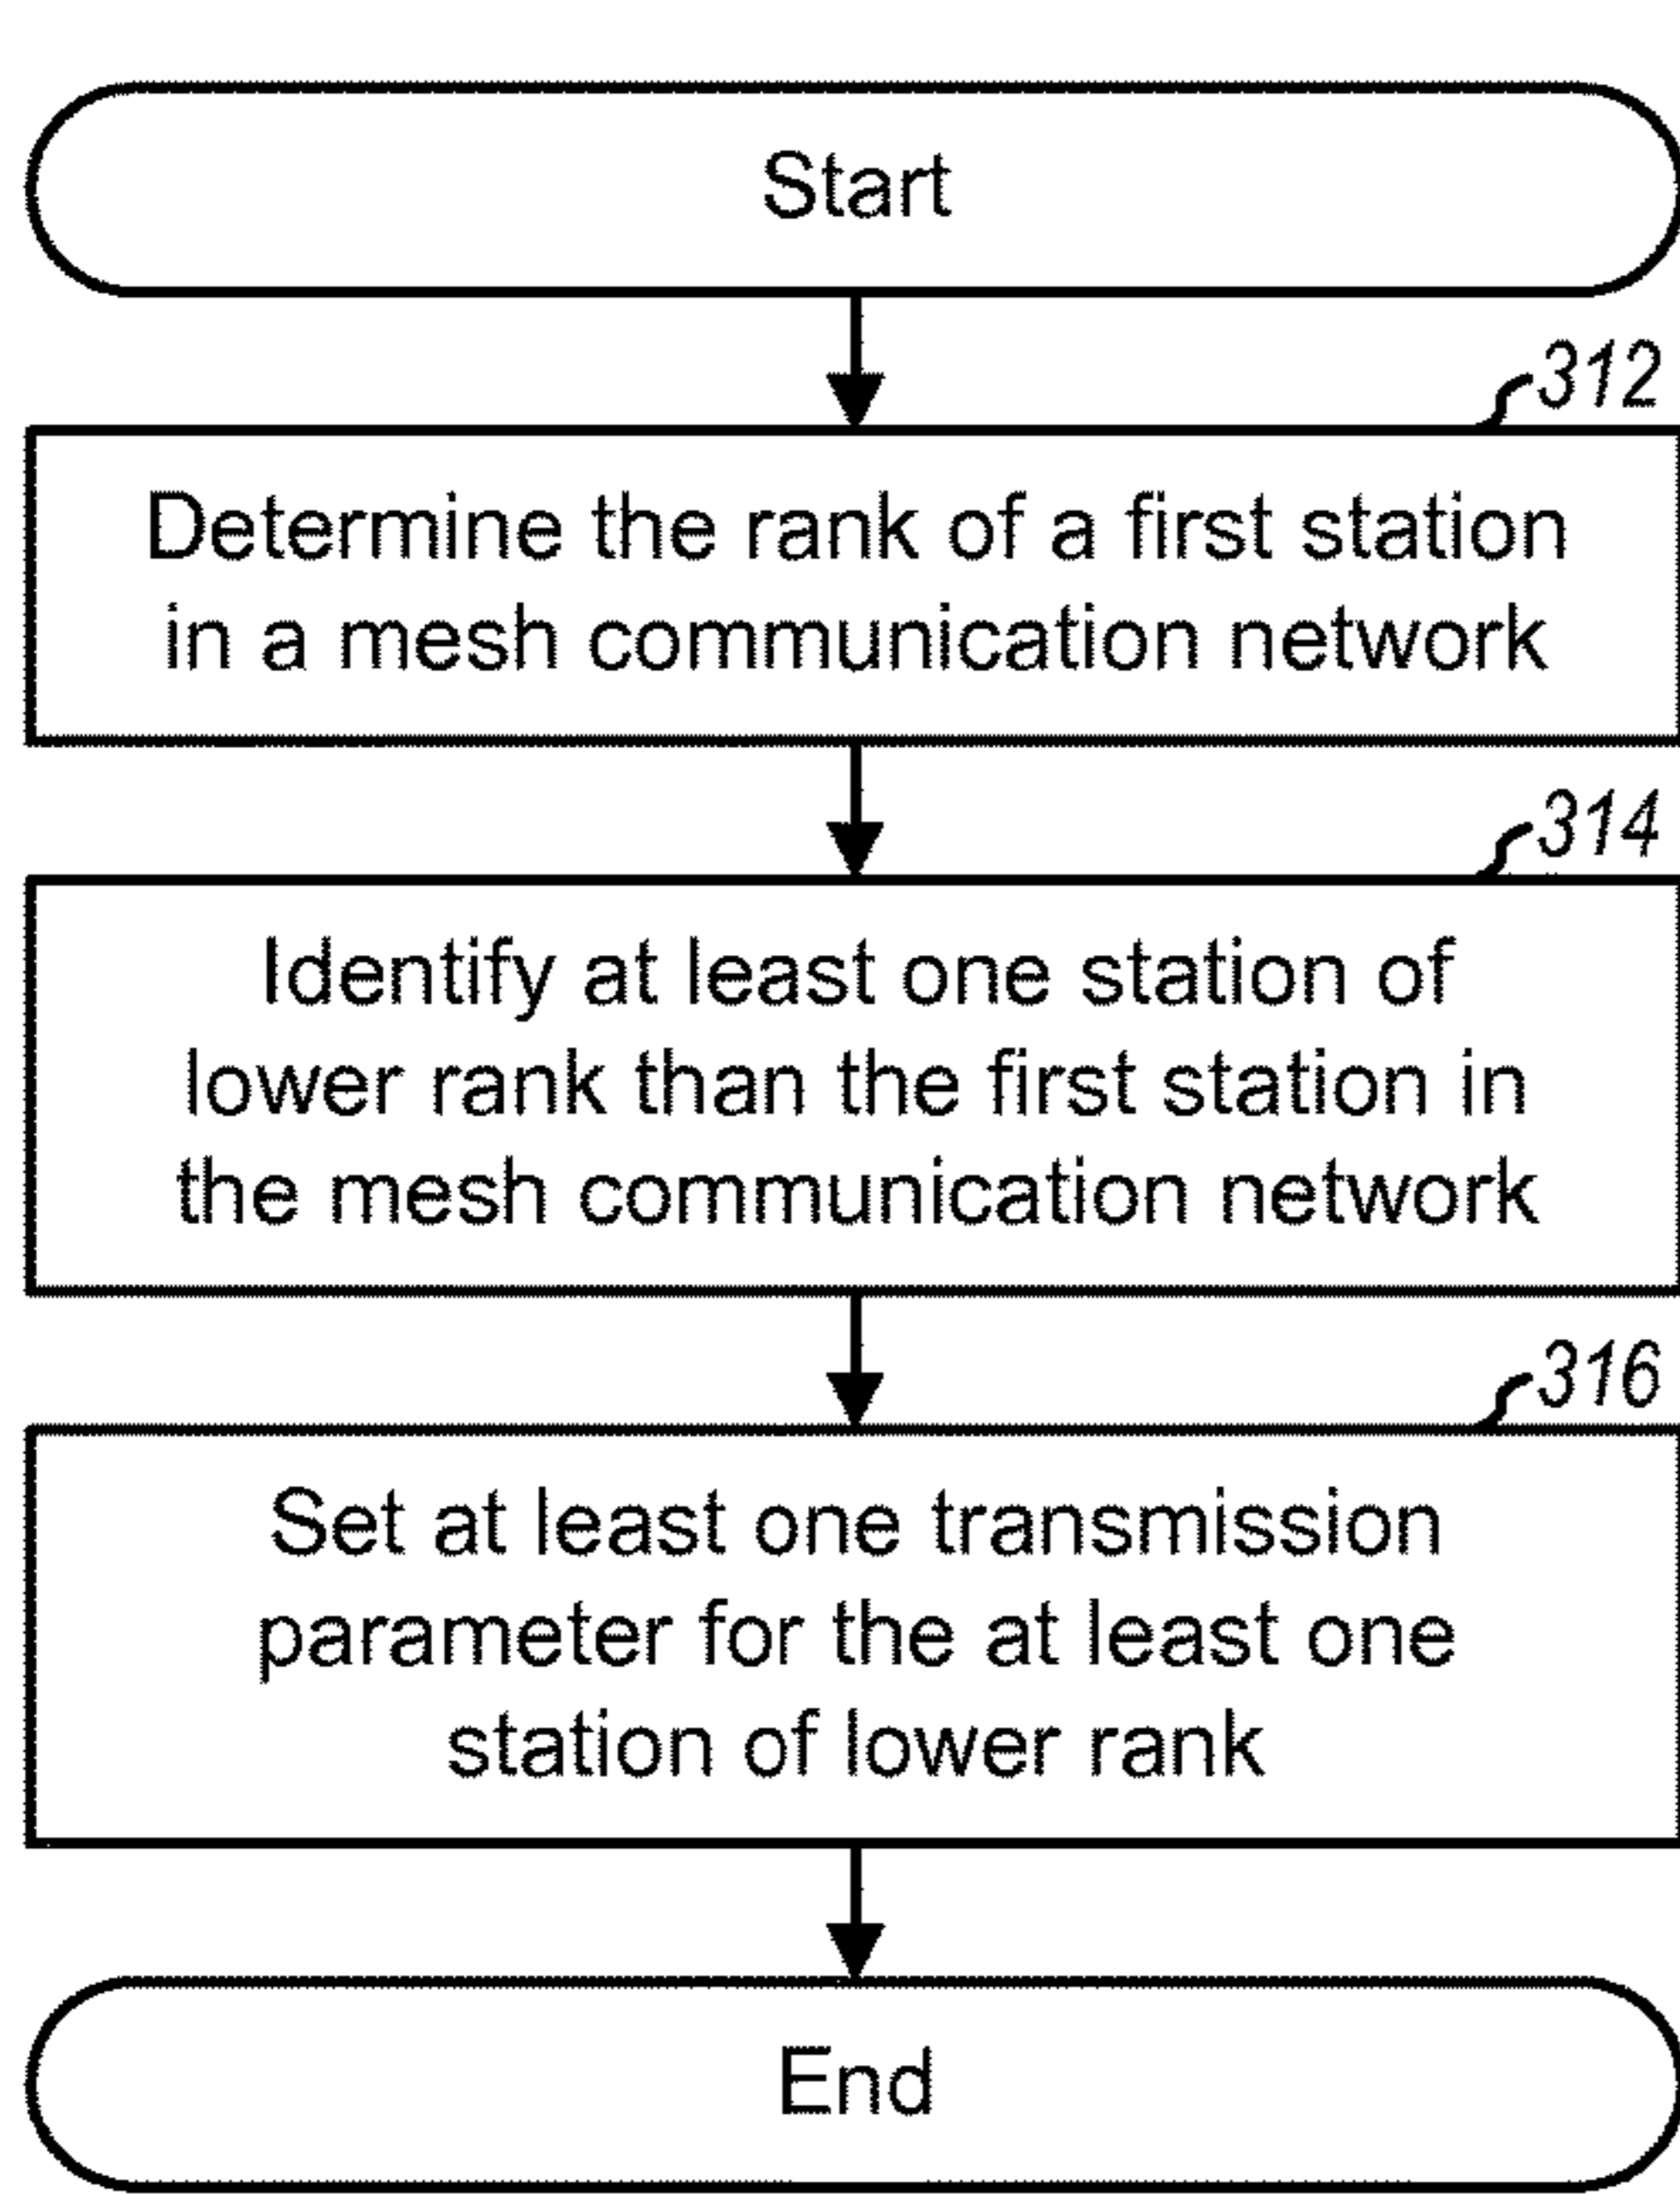 Start
312
Determine the rank of a first station
in a mesh communication network
314
Identify at least one station of
lower rank than the first station in
the mesh communication network
316
Set at least one transmission
parameter for the at least one
station of lower rank
End